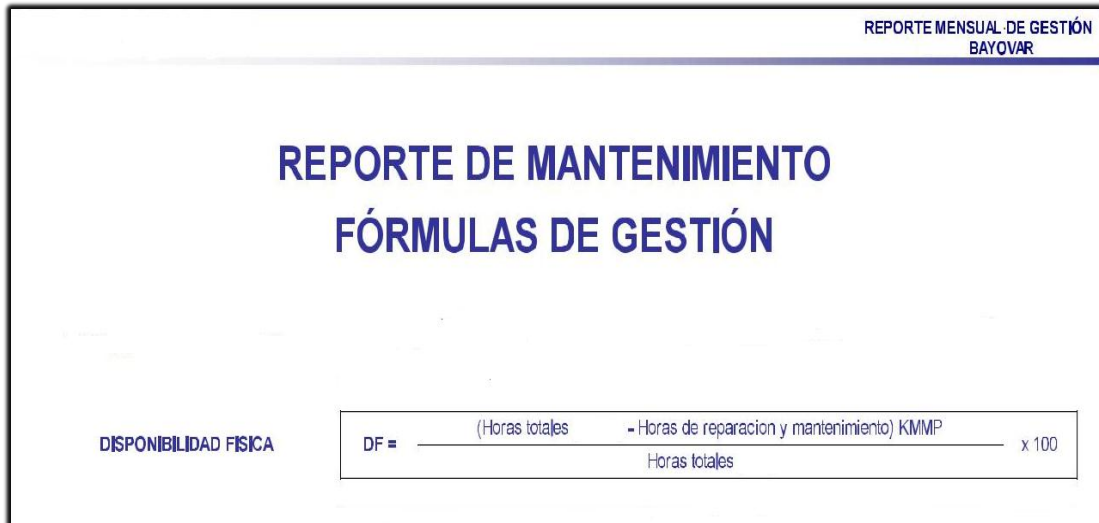 REPORTE MENSUAL DE GESTIÓN
BAYOVAR
REPORTE DE MANTENIMIENTO
FÓRMULAS DE GESTIÓN
DISPONIBILIDAD FISICA
DF = (Horas totales - Horas de reparacion y mantenimiento) KMMP
Horas totales
x 100